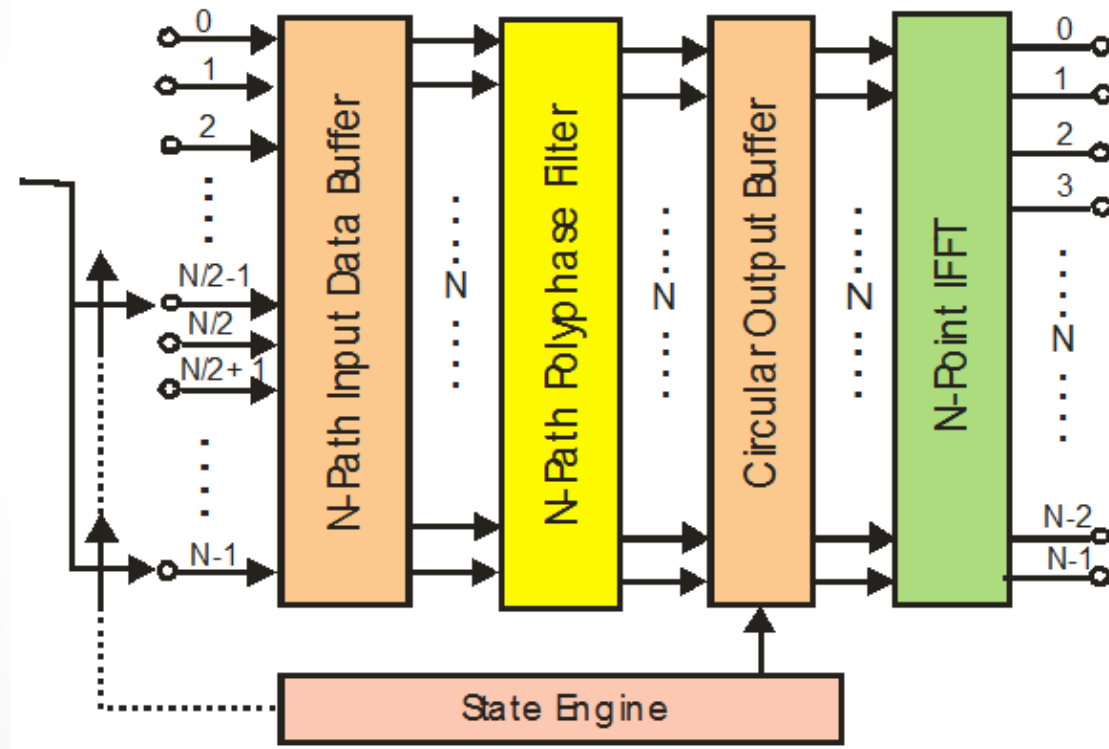 0
1
2
N/2-1
N/2
N/2+1
N-1
N-Path Input Data Buffer
N
N-Path Polyphase Filter
N
Circular Output Buffer
N
N-Point IFFT
0
1
2
3
N
N-2
N-1
State Engine